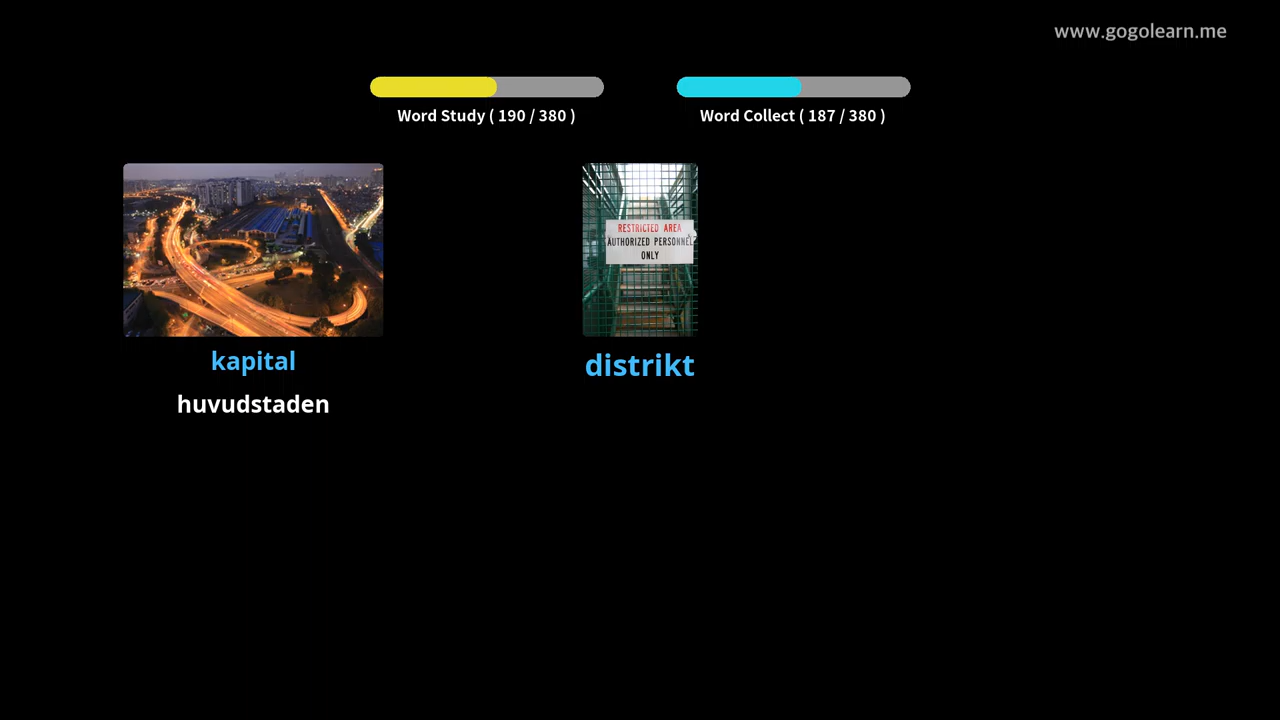 www.gogolearn.me
Word Study ( 190 / 380 )
Word Collect ( 187 / 380 )
RESTRICTED AREA
AUTHORIZED PERSONNEL
ONLY
kapital
distrikt
huvudstaden